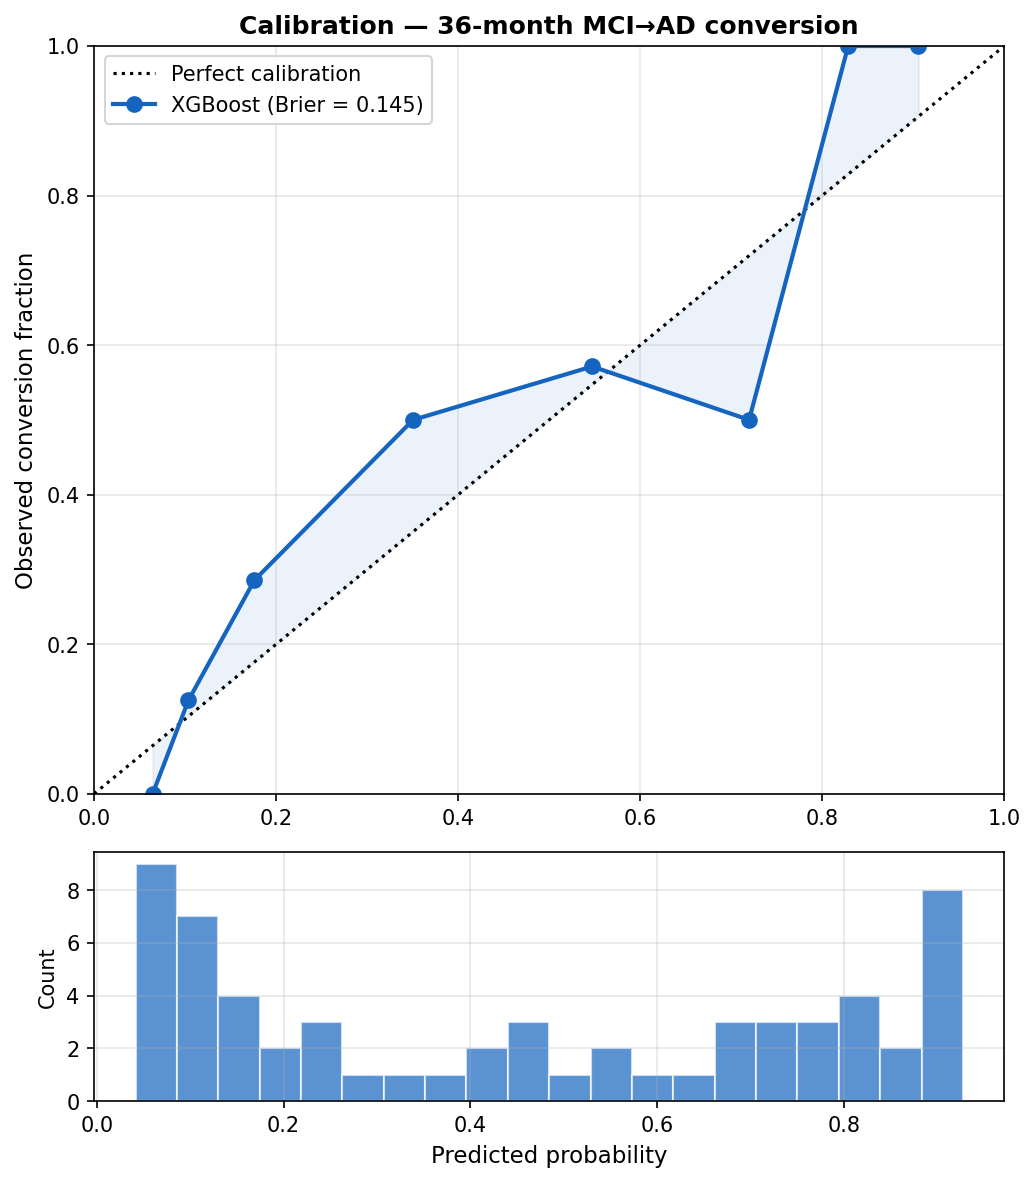 Calibration — 36-month MCI→AD conversion
Perfect calibration
XGBoost (Brier = 0.145)
Observed conversion fraction
1.0
0.8
0.6
0.4
0.2
0.0
0.0 0.2 0.4 0.6 0.8 1.0
Count
8
6
4
2
0
0.0 0.2 0.4 0.6 0.8
Predicted probability